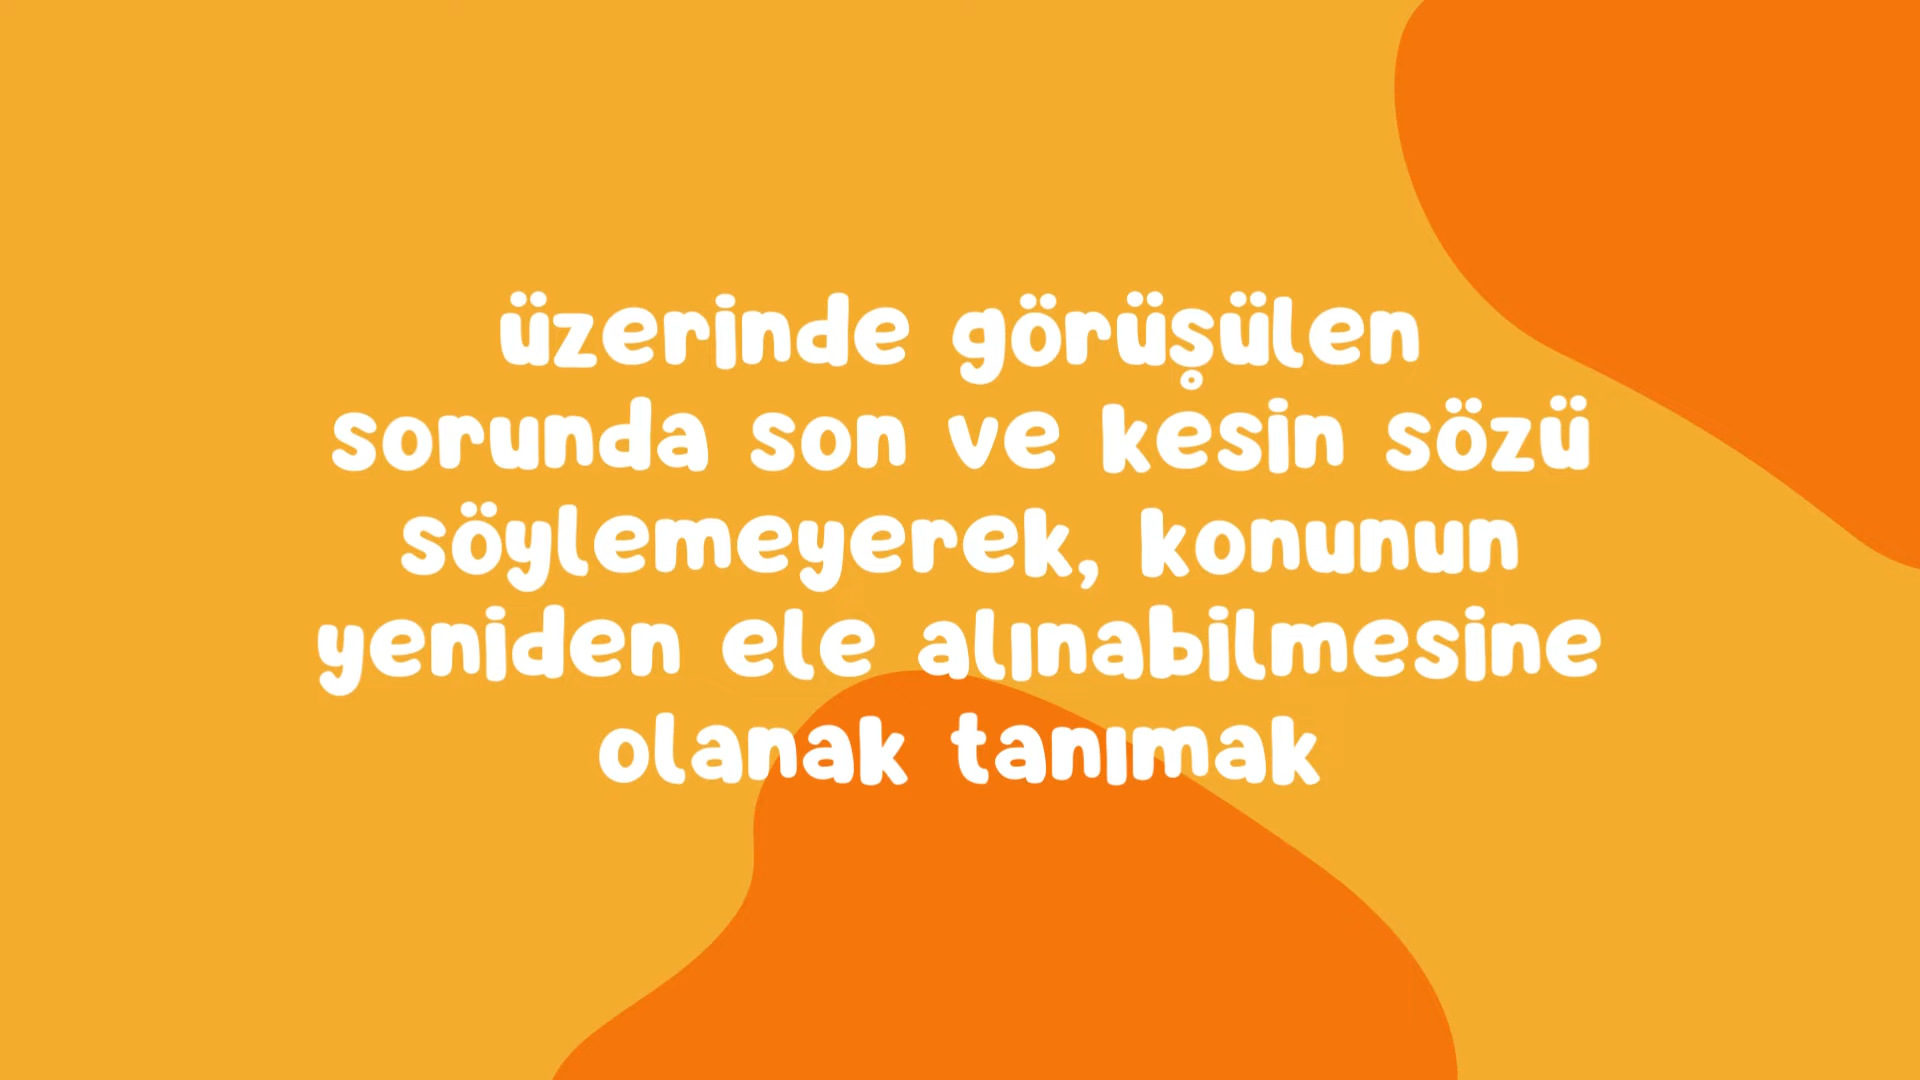 üzerinde görüşülen
sorunda son ve kesin sözü
söylemeyerek, konunun
yeniden ele alınabilmesine
olanak tanımak